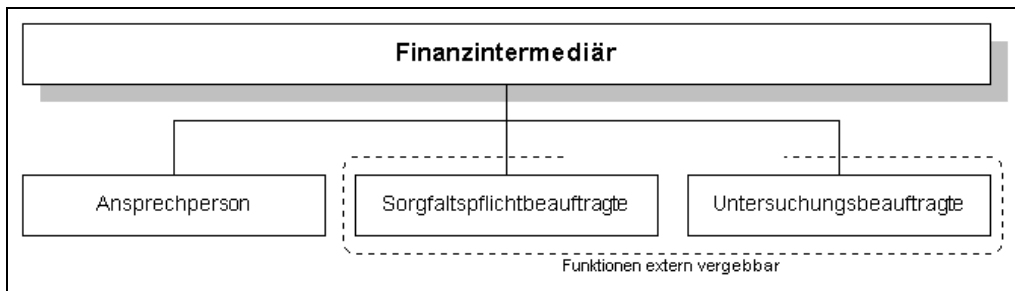 Finanzintermediär
Ansprechperson
Sorgfaltspflichtbeauftragte
Untersuchungsbeauftragte
Funktionen extern vergebbar